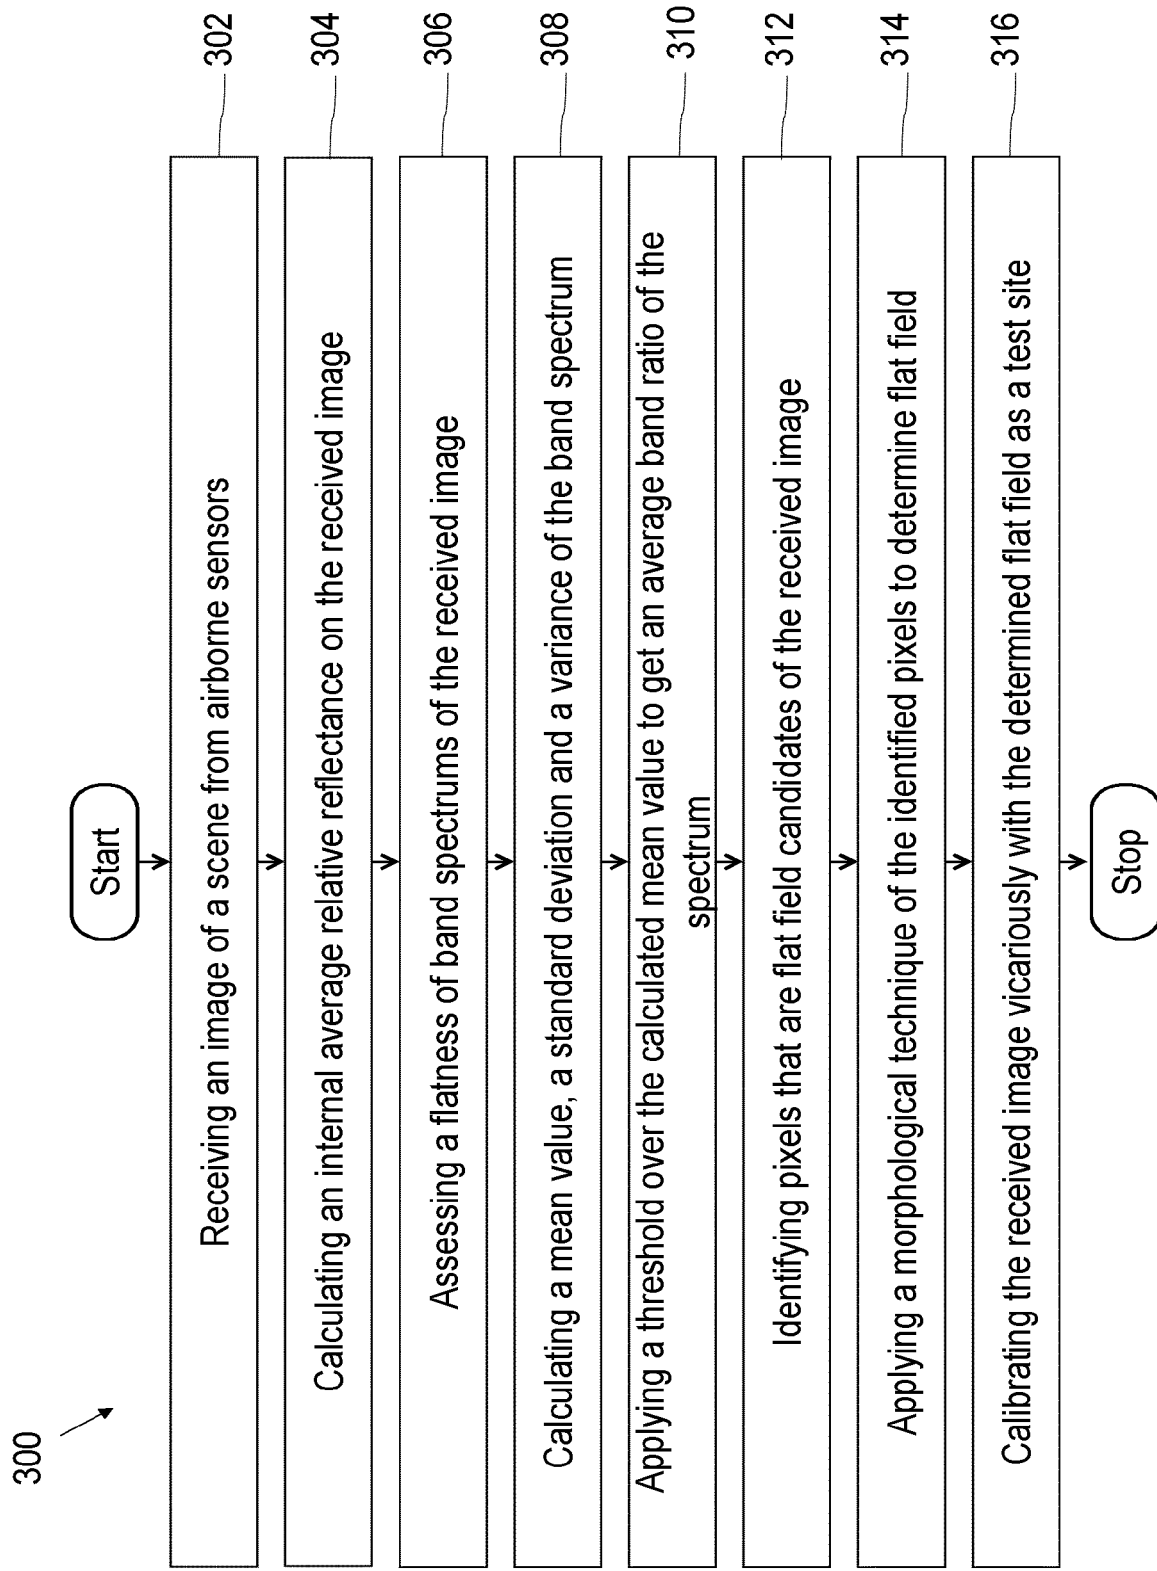 300
Start
Receiving an image of a scene from airborne sensors
302
Calculating an internal average relative reflectance on the received image
304
Assessing a flatness of band spectrums of the received image
306
Calculating a mean value, a standard deviation and a variance of the band spectrum
308
Applying a threshold over the calculated mean value to get an average band ratio of the
spectrum
310
Identifying pixels that are flat field candidates of the received image
312
Applying a morphological technique of the identified pixels to determine flat field
314
Calibrating the received image vicariously with the determined flat field as a test site
316
Stop